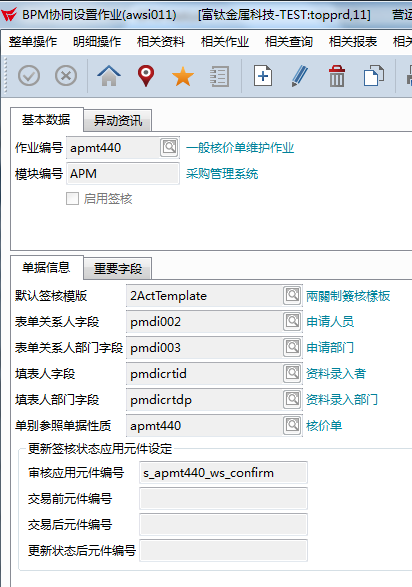 BPM协同设置作业(awsi011) [富钛金属科技-TEST:topprd,11] 营运
整单操作 明细操作 相关资料 相关作业 相关查询 相关报表
基本数据 异动资讯
作业编号 apmt440 一般核价单维护作业
模块编号 APM 采购管理系统
启用签核
单据信息 重要字段
默认签核模版 2ActTemplate 兩關制簽核樣板
表单关系人字段 pmdi002 申请人员
表单关系人部门字段 pmdi003 申请部门
填表人字段 pmdicrtid 资料录入者
填表人部门字段 pmdicrtdp 资料录入部门
单别参照单据性质 apmt440 核价单
更新签核状态应用元件设定
审核应用元件编号 s_apmt440_ws_confirm
交易前元件编号
交易后元件编号
更新状态后元件编号